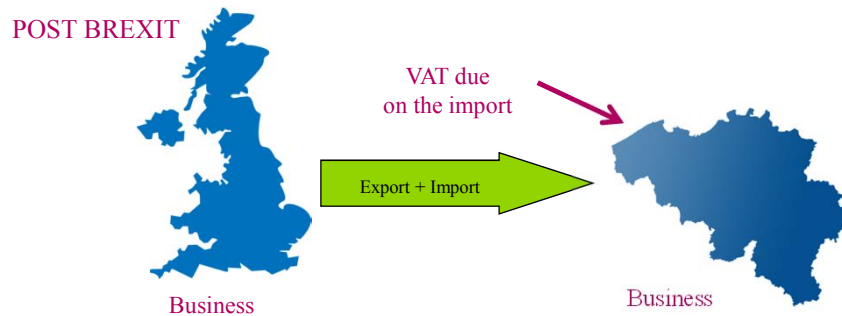 POST BREXIT
VAT due
on the import
Export + Import
Business
Business